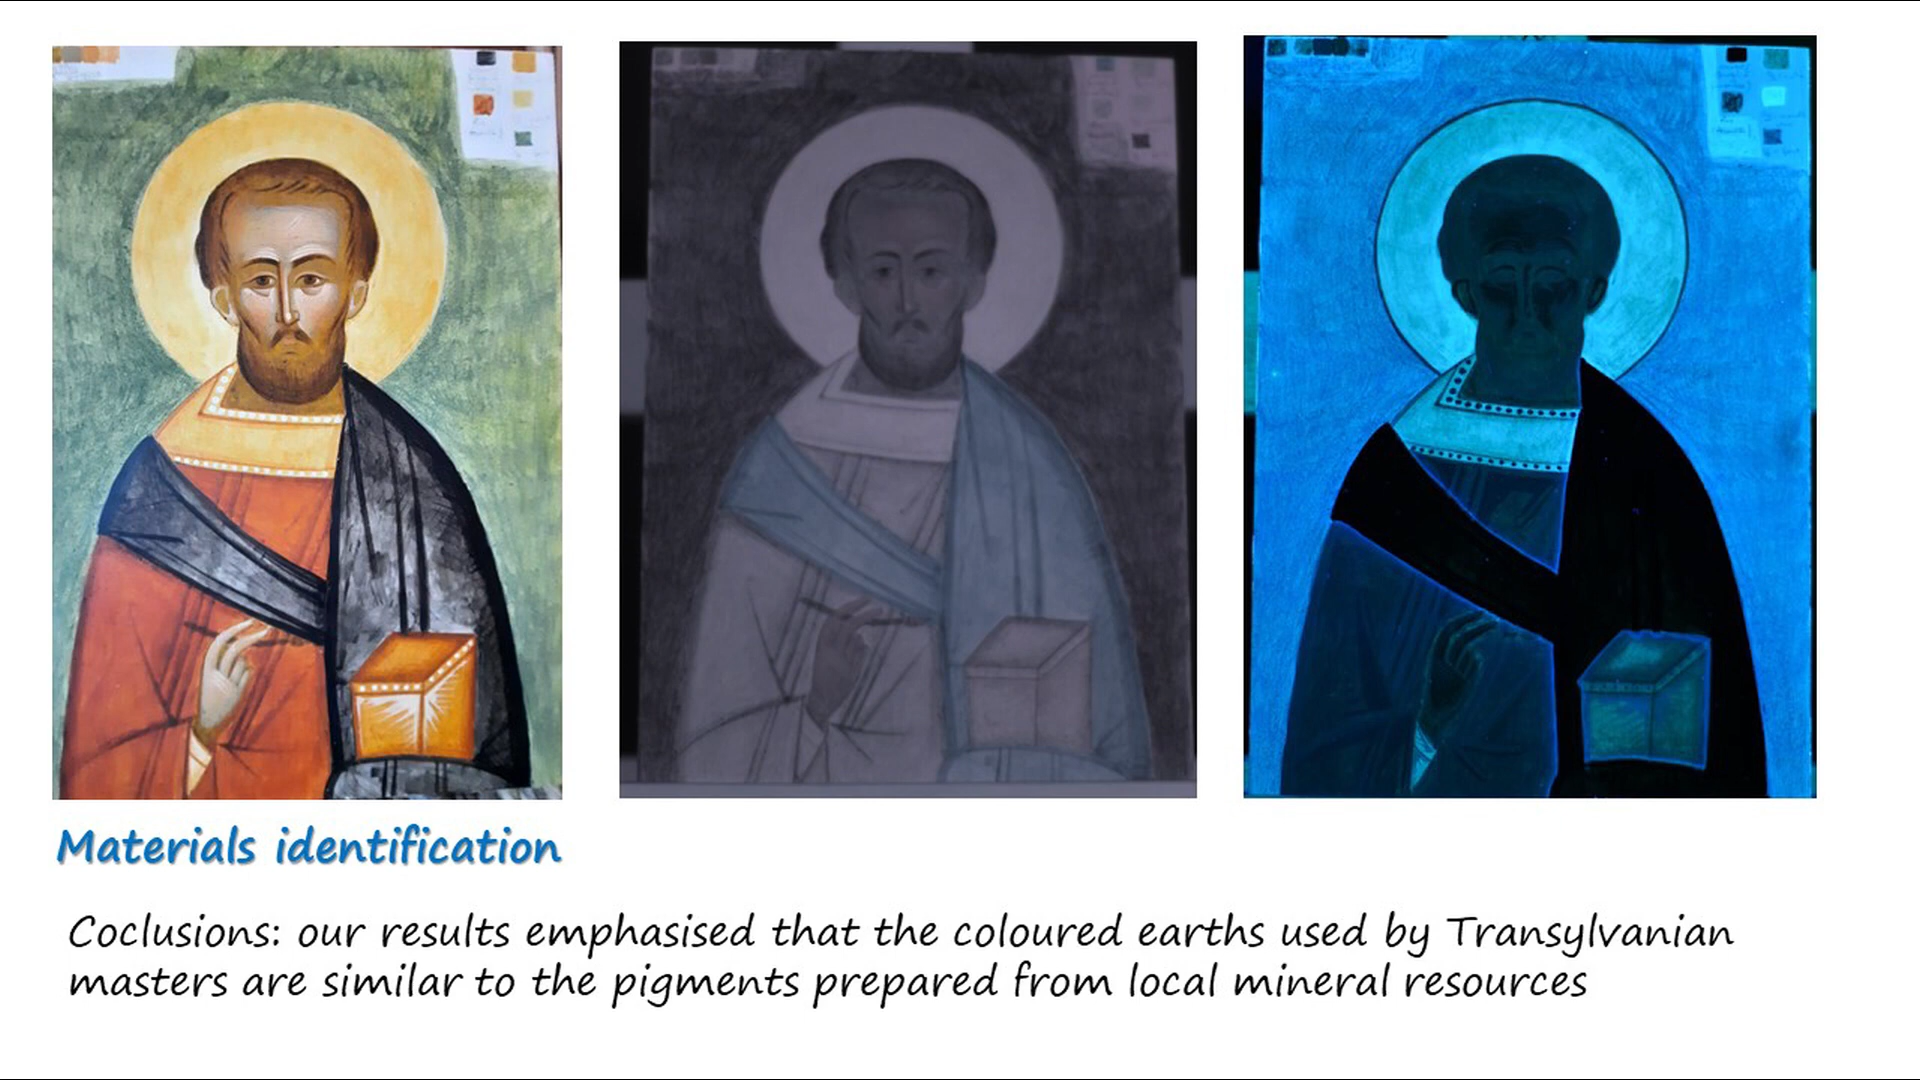 Materials identification
Coclusions: our results emphasised that the coloured earths used by Transylvanian
masters are similar to the pigments prepared from local mineral resources